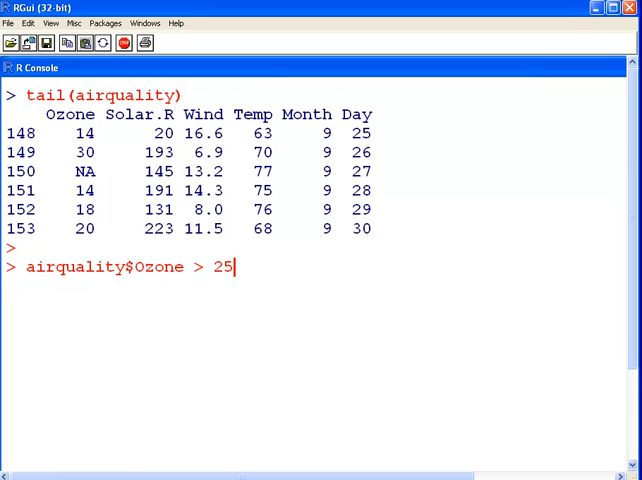 RGui (32-bit)
File Edit View Misc Packages Windows Help
R Console
> tail(airquality)
Ozone Solar.R Wind Temp Month Day
148 14 20 16.6 63 9 25
149 30 193 6.9 70 9 26
150 NA 145 13.2 77 9 27
151 14 191 14.3 75 9 28
152 18 131 8.0 76 9 29
153 20 223 11.5 68 9 30
>
> airquality$Ozone > 25